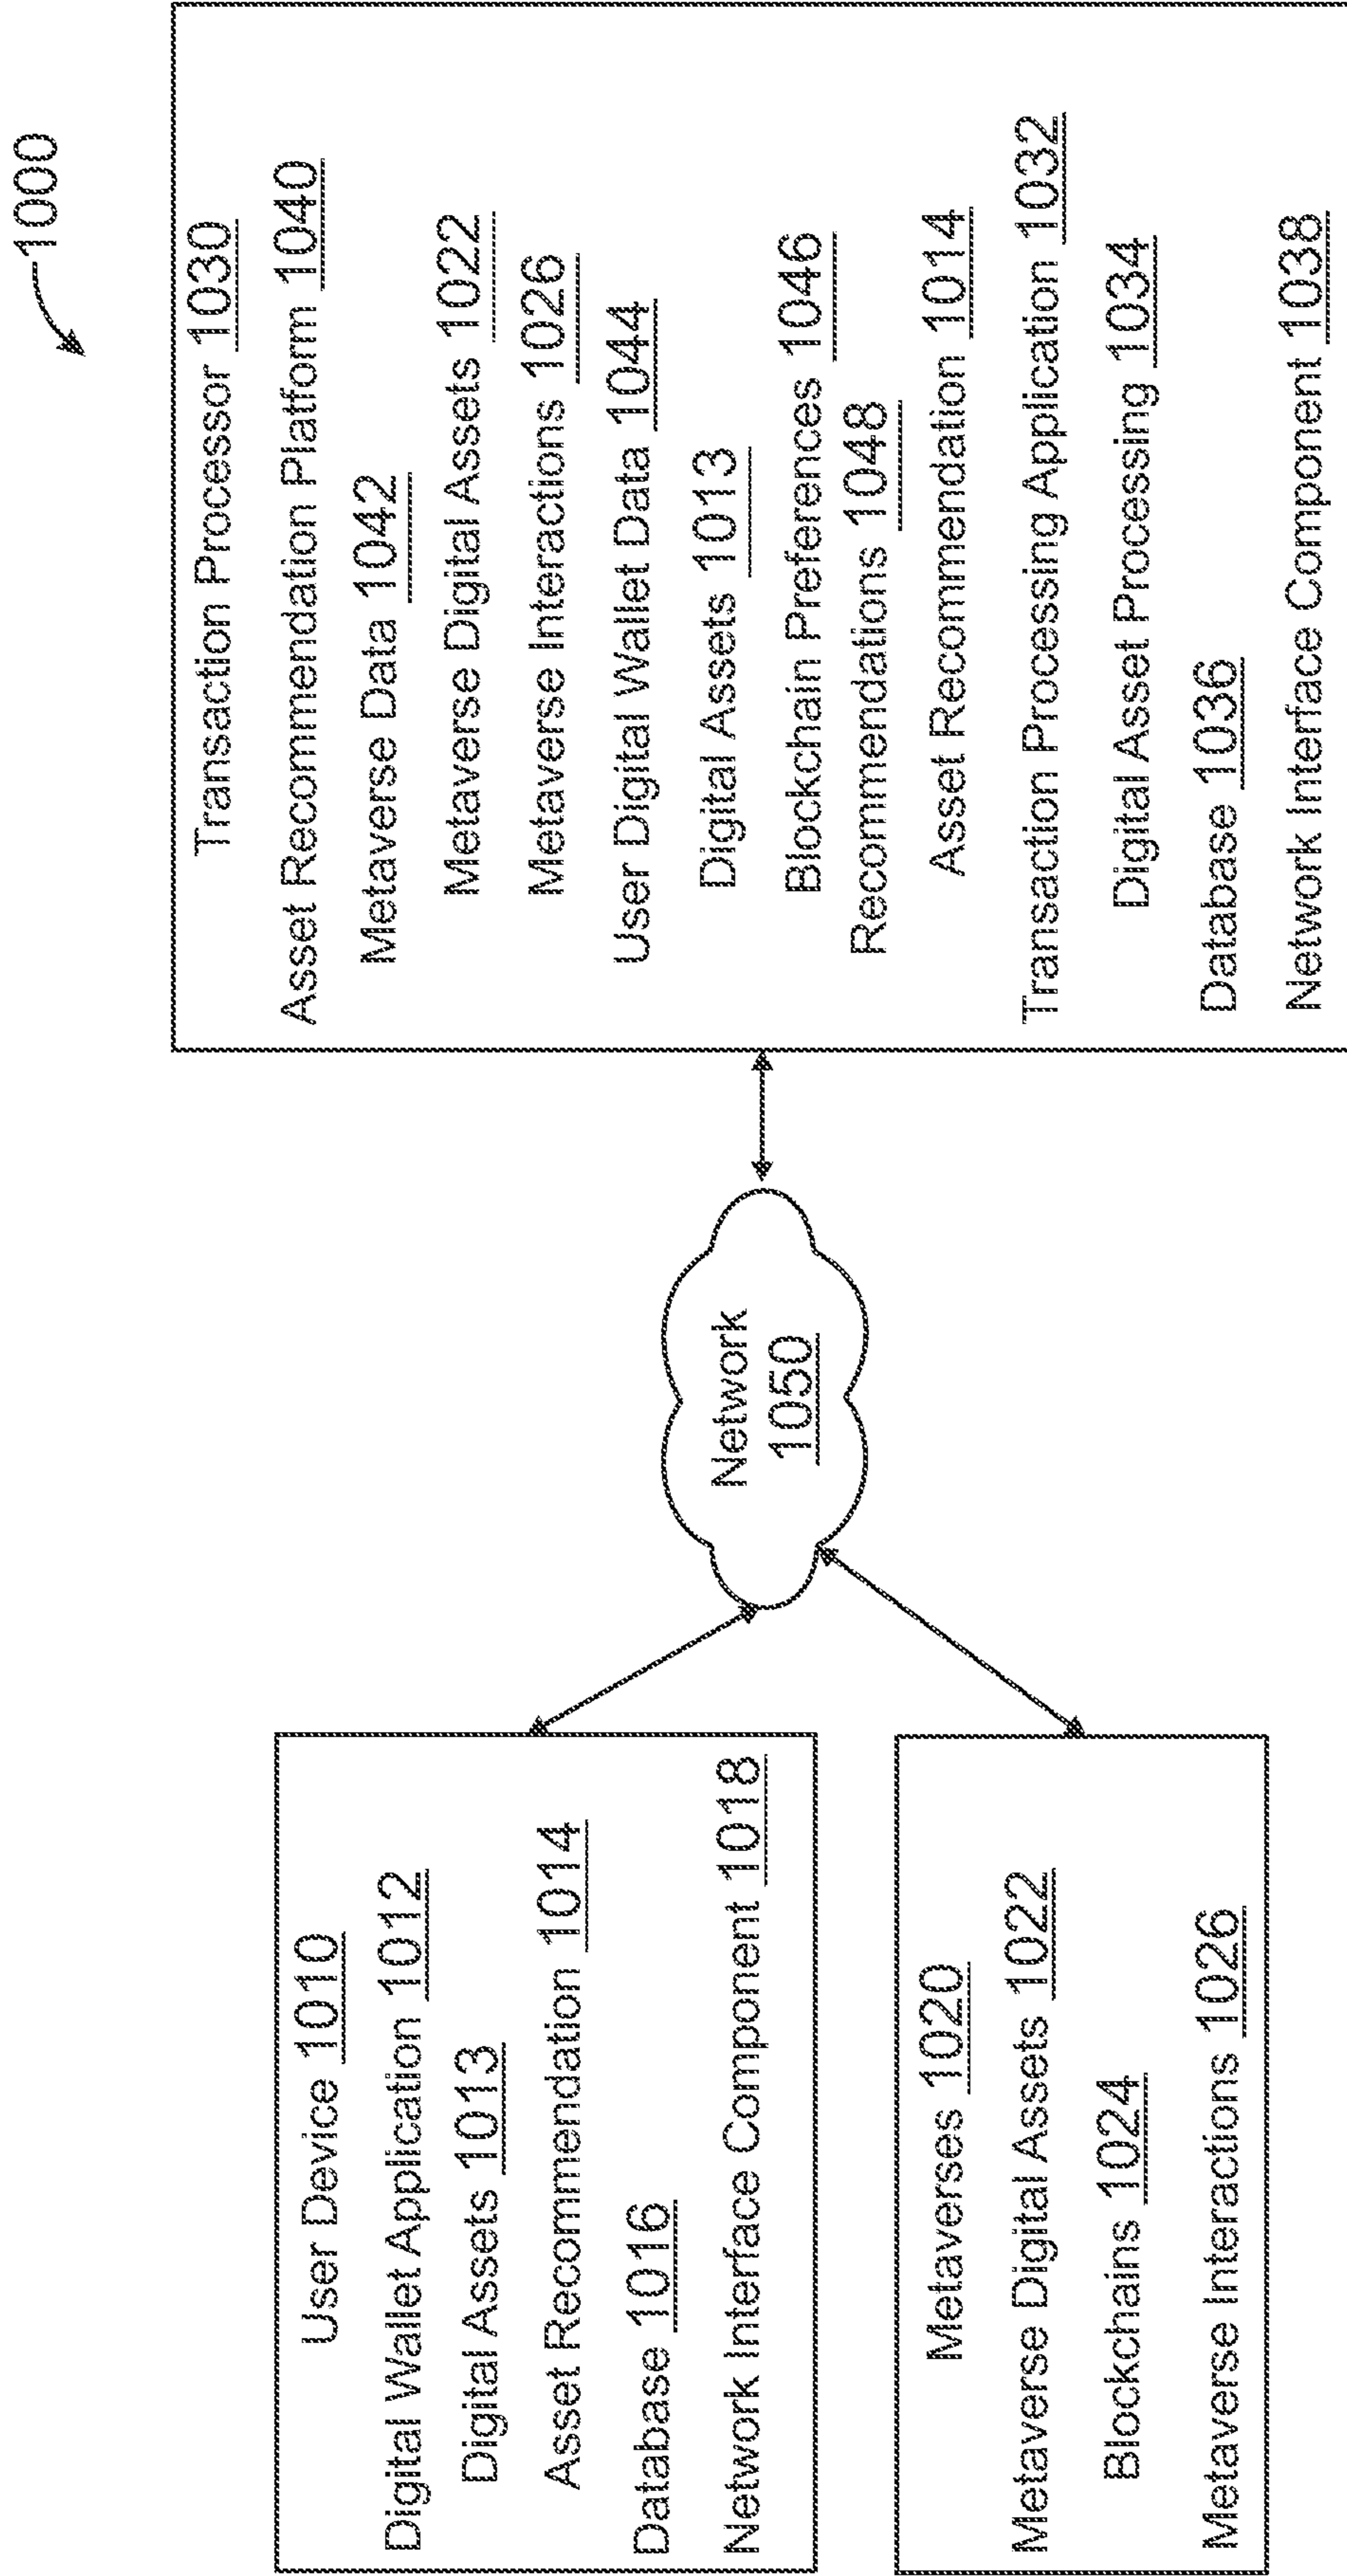 1000
User Device 1010
Digital Wallet Application 1012
Digital Assets 1013
Asset Recommendation 1014
Database 1016
Network Interface Component 1018
Metaverses 1020
Metaverse Digital Assets 1022
Blockchains 1024
Metaverse Interactions 1026
Network
1050
Transaction Processor 1030
Asset Recommendation Platform 1040
Metaverse Data 1042
Metaverse Digital Assets 1022
Metaverse Interactions 1026
User Digital Wallet Data 1044
Digital Assets 1013
Blockchain Preferences 1046
Recommendations 1048
Asset Recommendation 1014
Transaction Processing Application 1032
Digital Asset Processing 1034
Database 1036
Network Interface Component 1038